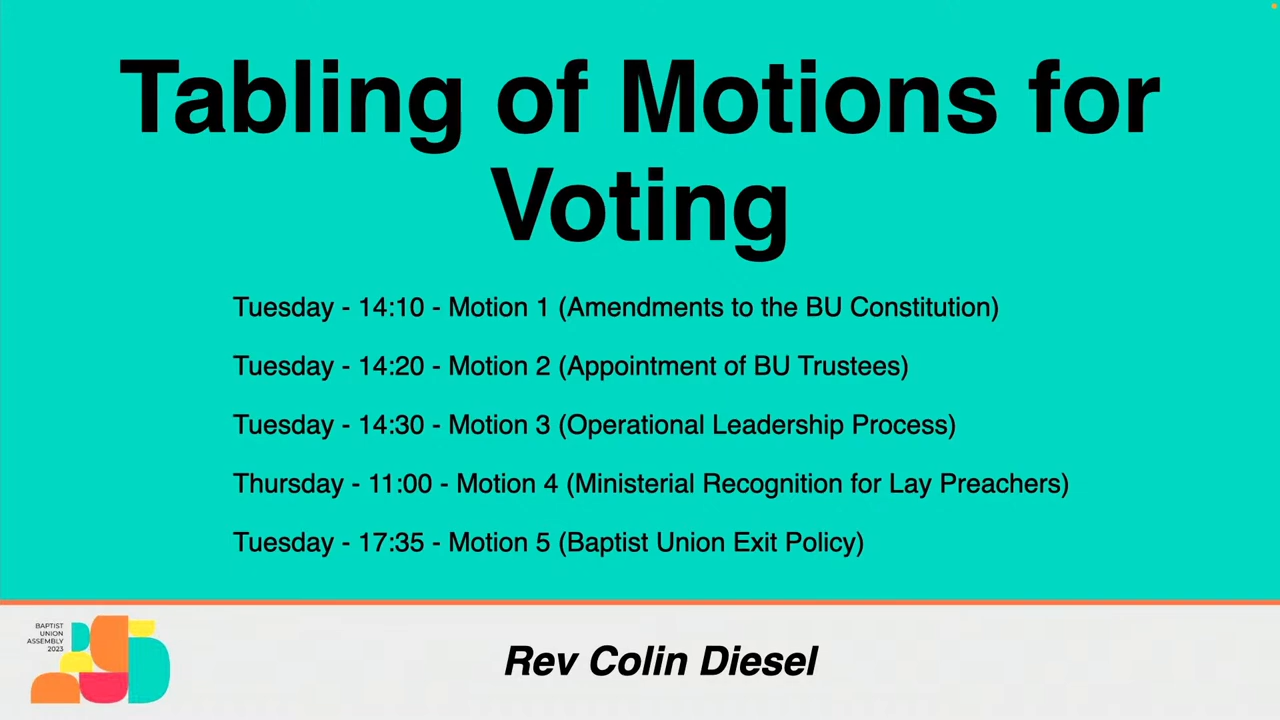 Tabling of Motions for
Voting
Tuesday - 14:10 - Motion 1 (Amendments to the BU Constitution)
Tuesday - 14:20 - Motion 2 (Appointment of BU Trustees)
Tuesday - 14:30 - Motion 3 (Operational Leadership Process)
Thursday - 11:00 - Motion 4 (Ministerial Recognition for Lay Preachers)
Tuesday - 17:35 - Motion 5 (Baptist Union Exit Policy)
BAPTIST
UNION
ASSEMBLY
2023
Rev Colin Diesel